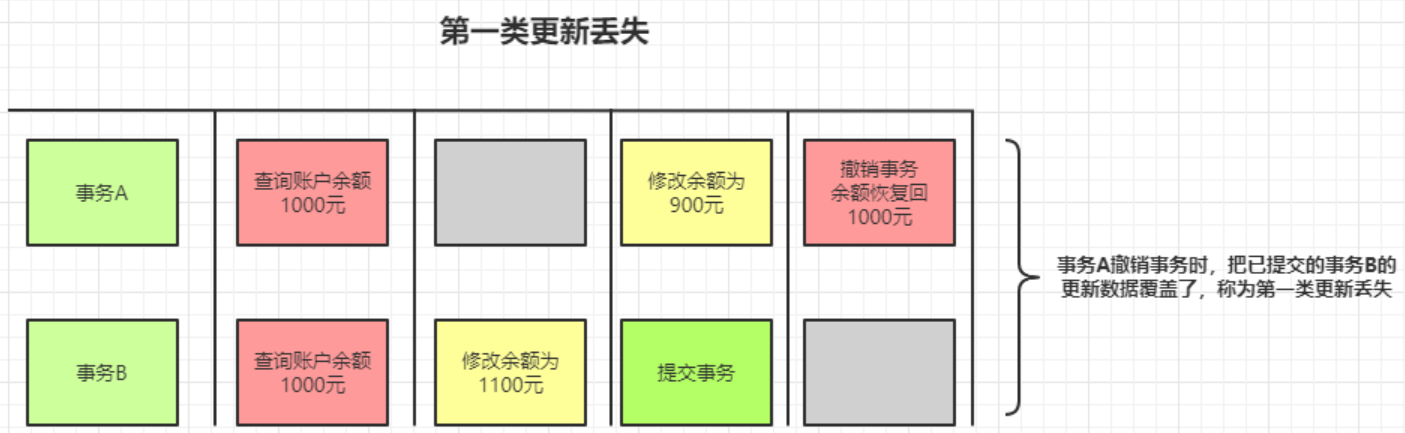 第一类更新丢失
事务A
查询账户余额
1000元
修改余额为
900元
撤销事务
余额恢复回
1000元
事务B
查询账户余额
1000元
修改余额为
1100元
提交事务
事务A撤销事务时，把已提交的事务B的
更新数据覆盖了，称为第一类更新丢失